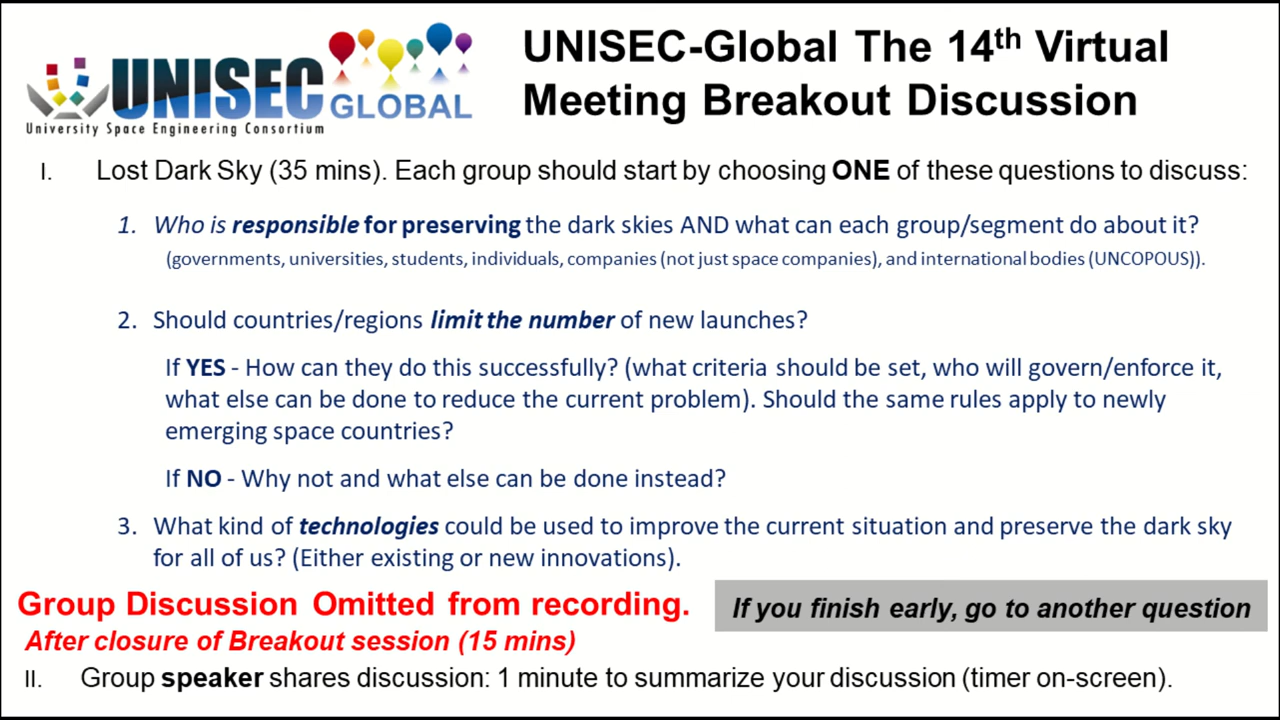 UNISEC
GLOBAL
University Space Engineering Consortium
UNISEC-Global The 14th Virtual
Meeting Breakout Discussion
I. Lost Dark Sky (35 mins). Each group should start by choosing ONE of these questions to discuss:
1. Who is responsible for preserving the dark skies AND what can each group/segment do about it?
(governments, universities, students, individuals, companies (not just space companies), and international bodies (UNCOPOUS)).
2. Should countries/regions limit the number of new launches?
If YES - How can they do this successfully? (what criteria should be set, who will govern/enforce it,
what else can be done to reduce the current problem). Should the same rules apply to newly
emerging space countries?
If NO - Why not and what else can be done instead?
3. What kind of technologies could be used to improve the current situation and preserve the dark sky
for all of us? (Either existing or new innovations).
Group Discussion Omitted from recording.
If you finish early, go to another question
After closure of Breakout session (15 mins)
II. Group speaker shares discussion: 1 minute to summarize your discussion (timer on-screen).